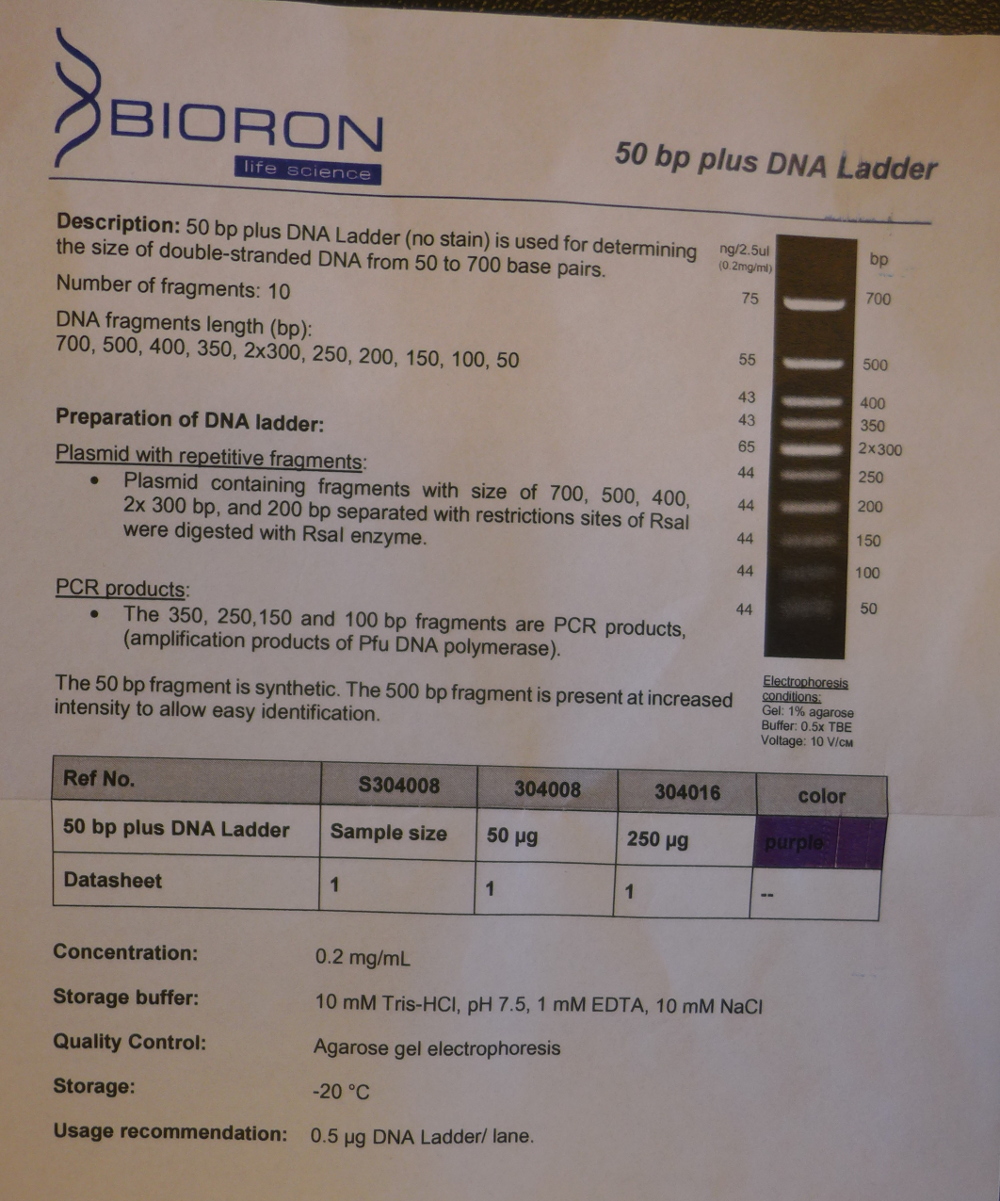 BIORON
life science
50 bp plus DNA Ladder
Description: 50 bp plus DNA Ladder (no stain) is used for determining
the size of double-stranded DNA from 50 to 700 base pairs.
Number of fragments: 10
DNA fragments length (bp):
700, 500, 400, 350, 2x300, 250, 200, 150, 100, 50
Preparation of DNA ladder:
Plasmid with repetitive fragments:
• Plasmid containing fragments with size of 700, 500, 400,
2x 300 bp, and 200 bp separated with restrictions sites of RsaI
were digested with RsaI enzyme.
PCR products:
• The 350, 250,150 and 100 bp fragments are PCR products,
(amplification products of Pfu DNA polymerase).
The 50 bp fragment is synthetic. The 500 bp fragment is present at increased
intensity to allow easy identification.
ng/2.5ul bp
(0.2mg/ml)
75 700
55 500
43 400
43 350
65 2x300
44 250
44 200
44 150
44 100
44 50
Electrophoresis
conditions:
Gel: 1% agarose
Buffer: 0.5x TBE
Voltage: 10 V/см
Ref No. S304008 304008 304016 color
50 bp plus DNA Ladder Sample size 50 µg 250 µg purple
Datasheet 1 1 1 --
Concentration: 0.2 mg/mL
Storage buffer: 10 mM Tris-HCl, pH 7.5, 1 mM EDTA, 10 mM NaCl
Quality Control: Agarose gel electrophoresis
Storage: -20 °C
Usage recommendation: 0.5 µg DNA Ladder/ lane.